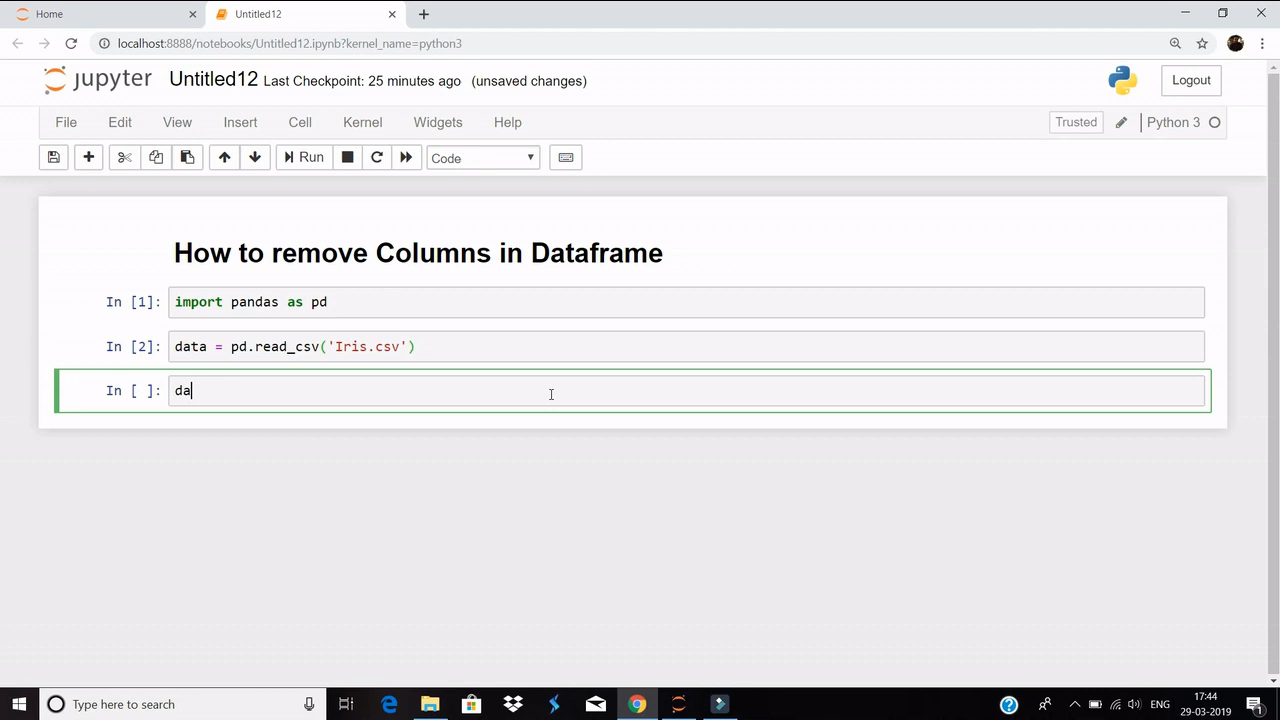 Home
Untitled12
localhost:8888/notebooks/Untitled12.ipynb?kernel_name=python3
jupyter Untitled12 Last Checkpoint: 25 minutes ago (unsaved changes)
Logout
File Edit View Insert Cell Kernel Widgets Help
Trusted Python 3
Run
Code
How to remove Columns in Dataframe
In [1]: import pandas as pd
In [2]: data = pd.read_csv('Iris.csv')
In [ ]: da
Type here to search
ENG
17:44
29-03-2019
1